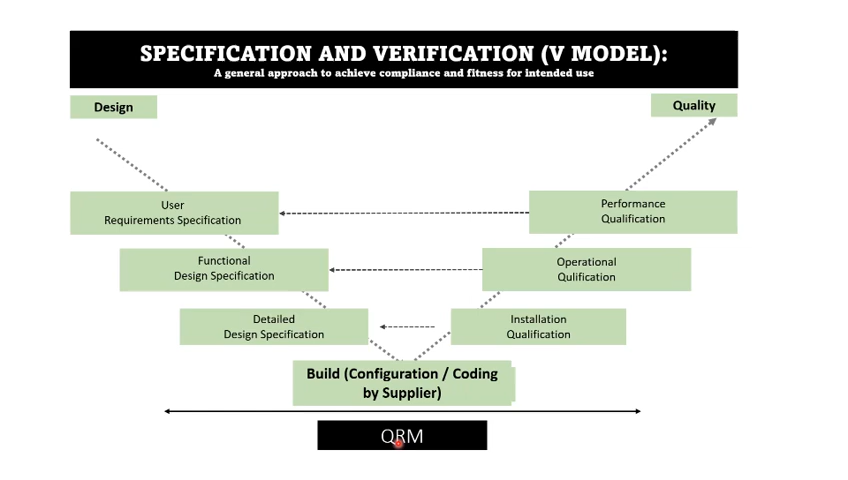 SPECIFICATION AND VERIFICATION (V MODEL):
A general approach to achieve compliance and fitness for intended use
Design
Quality
User
Requirements Specification
Performance
Qualification
Functional
Design Specification
Operational
Qulification
Detailed
Design Specification
Installation
Qualification
Build (Configuration / Coding
by Supplier)
QRM